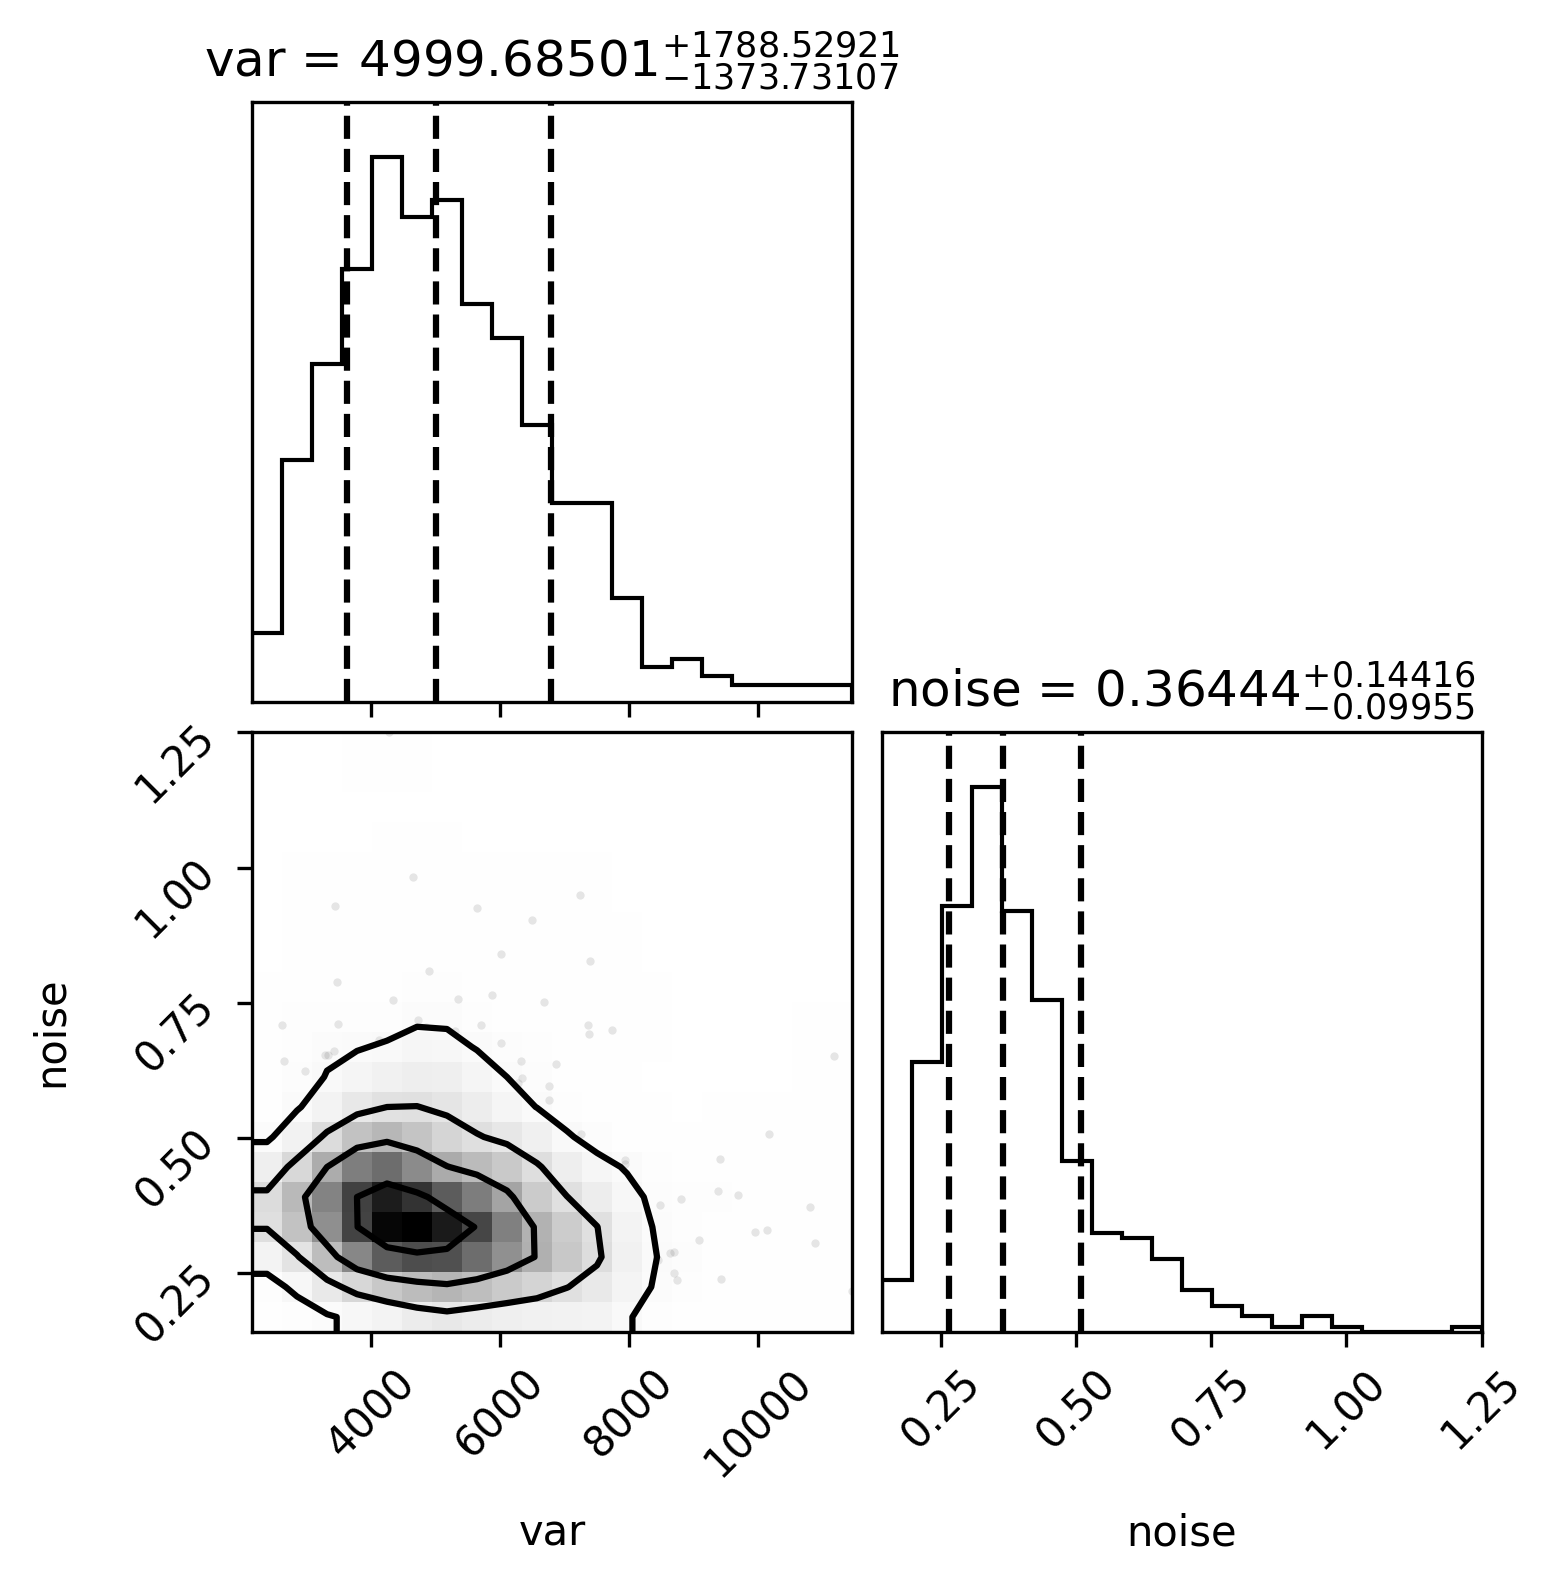 var = 4999.68501+1788.52921−1373.73107
noise = 0.36444+0.14416−0.09955
1.25
1.00
0.75
0.50
0.25
noise
4000 6000 8000 10000
0.25 0.50 0.75 1.00 1.25
var
noise